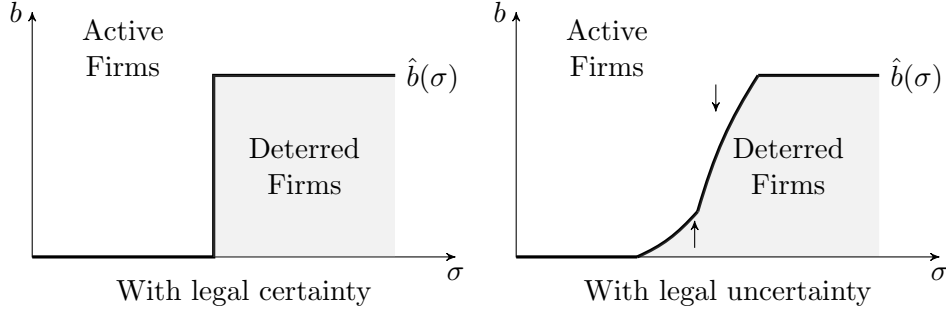 b
Active
Firms
b̂(σ)
Deterred
Firms
σ
With legal certainty
b
Active
Firms
b̂(σ)
Deterred
Firms
σ
With legal uncertainty